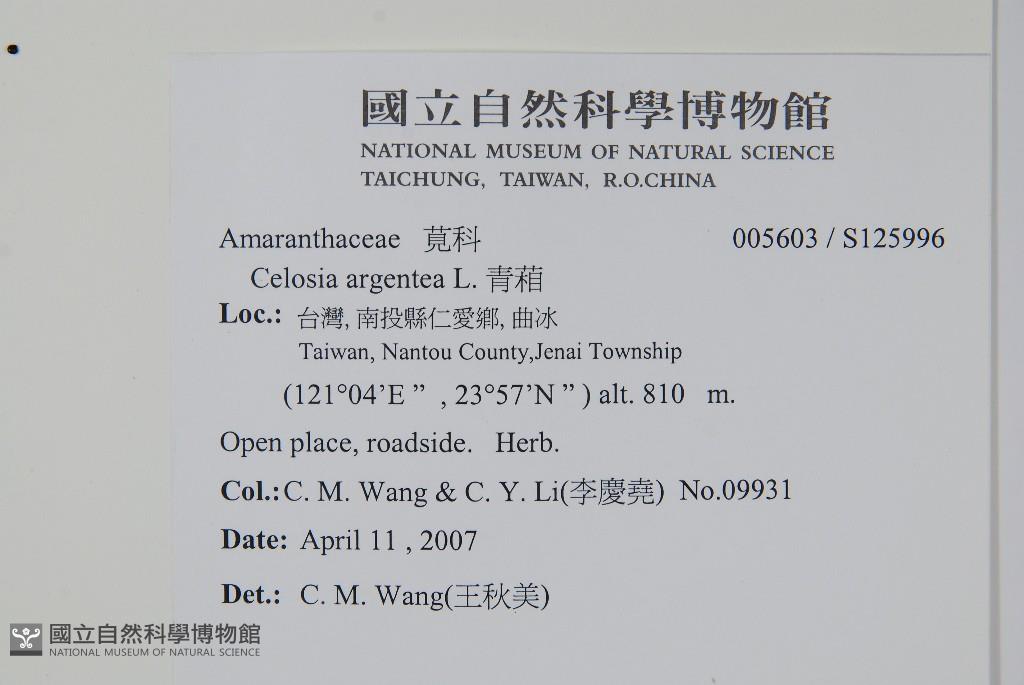 國立自然科學博物館
NATIONAL MUSEUM OF NATURAL SCIENCE
TAICHUNG, TAIWAN, R.O.CHINA
Amaranthaceae 莧科 005603 / S125996
Celosia argentea L. 青葙
Loc.: 台灣, 南投縣仁愛鄉, 曲冰
Taiwan, Nantou County,Jenai Township
(121°04’E ” , 23°57’N ” ) alt. 810 m.
Open place, roadside. Herb.
Col.: C. M. Wang & C. Y. Li(李慶堯) No.09931
Date: April 11 , 2007
Det.: C. M. Wang(王秋美)
國立自然科學博物館
NATIONAL MUSEUM OF NATURAL SCIENCE